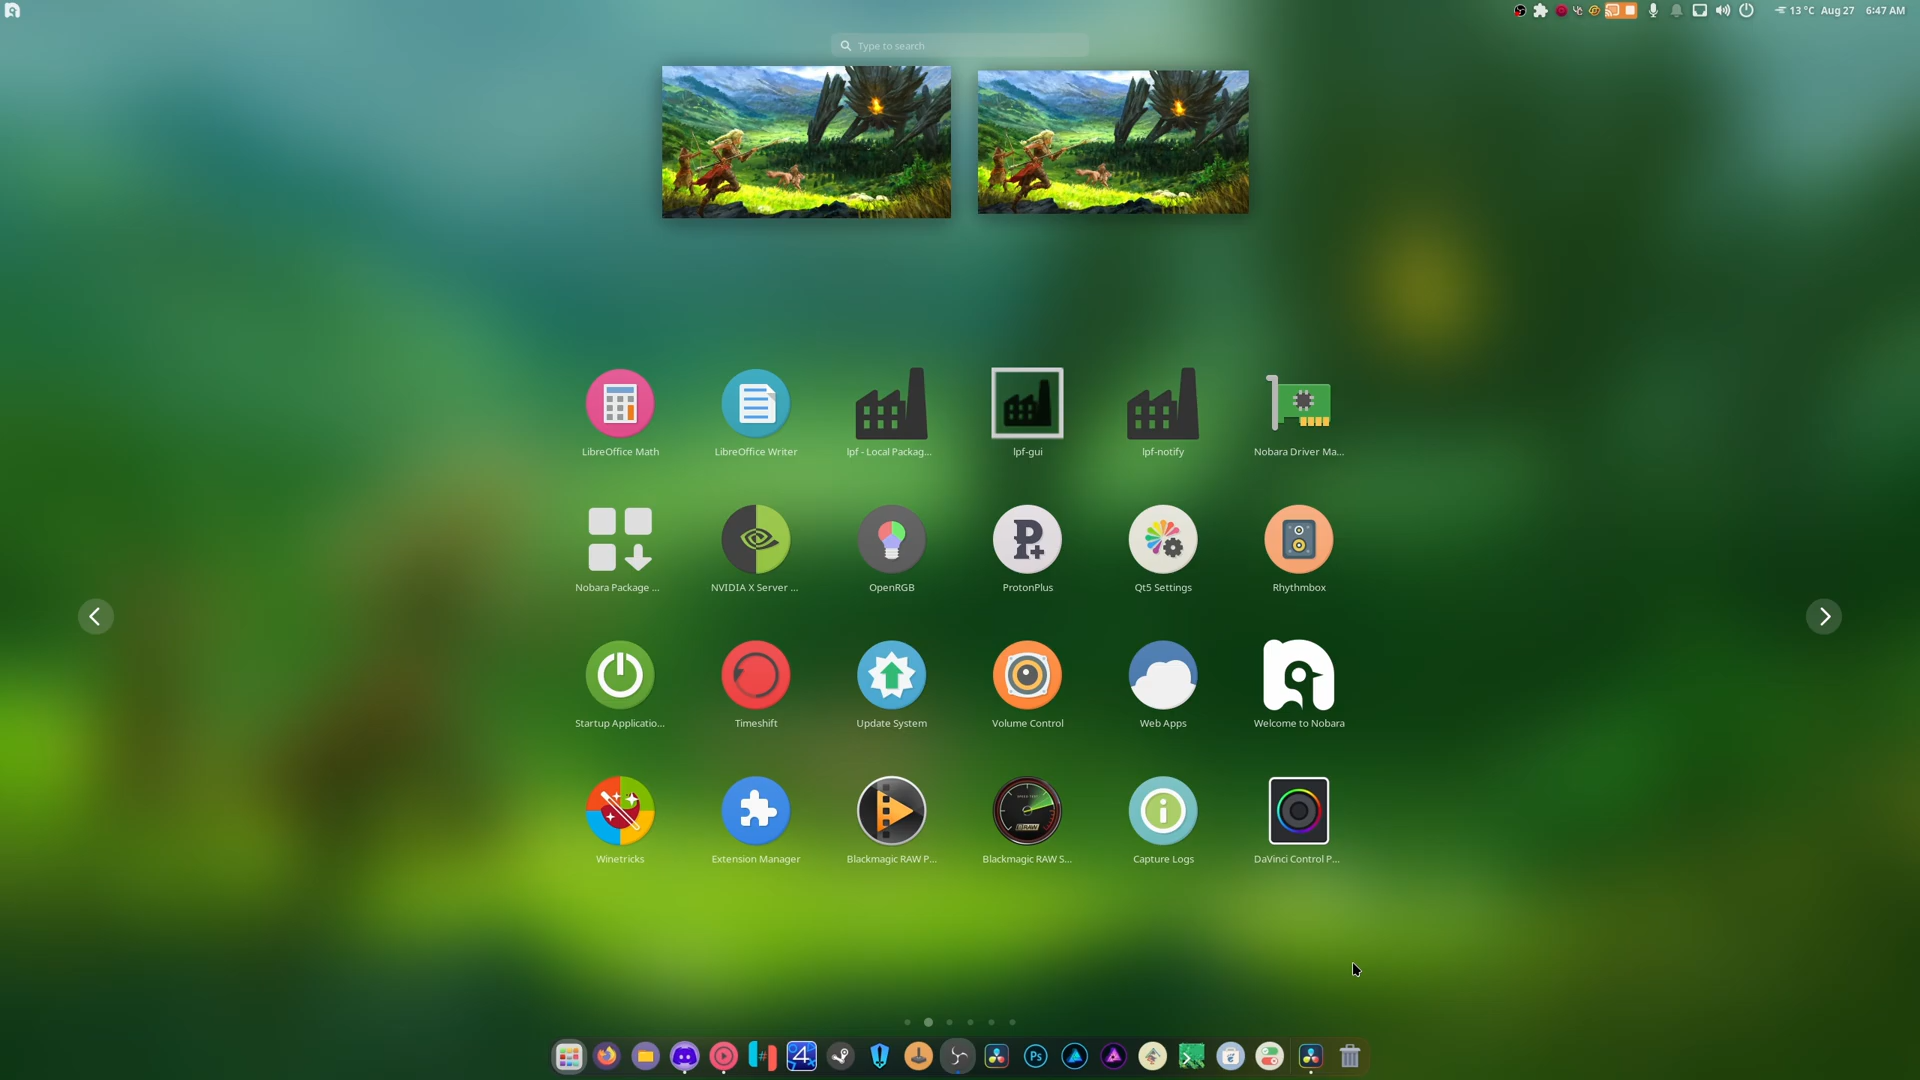 13 °C Aug 27 6:47 AM
Type to search
LibreOffice Math
LibreOffice Writer
lpf - Local Packag...
lpf-gui
lpf-notify
Nobara Driver Ma...
Nobara Package ...
NVIDIA X Server ...
OpenRGB
ProtonPlus
Qt5 Settings
Rhythmbox
Startup Applicatio...
Timeshift
Update System
Volume Control
Web Apps
Welcome to Nobara
Winetricks
Extension Manager
Blackmagic RAW P...
Blackmagic RAW S...
Capture Logs
DaVinci Control P...
4
Ps